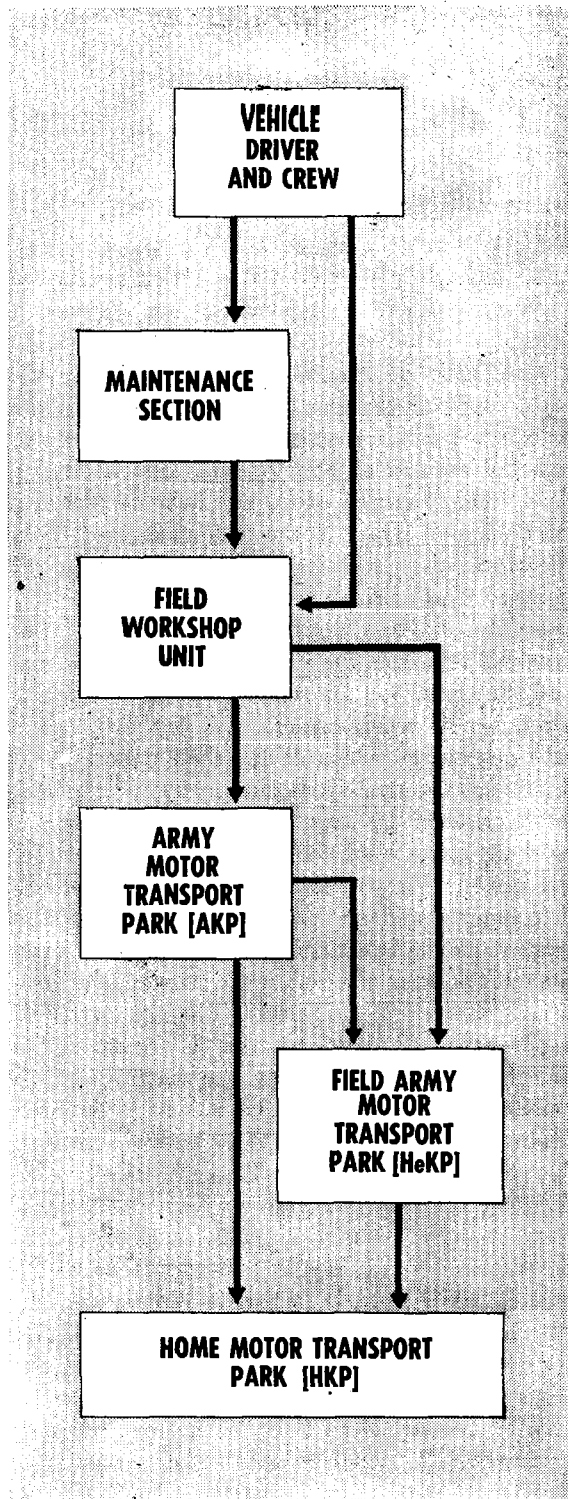 VEHICLE
DRIVER
AND CREW
MAINTENANCE
SECTION
FIELD
WORKSHOP
UNIT
ARMY
MOTOR
TRANSPORT
PARK [AKP]
FIELD ARMY
MOTOR
TRANSPORT
PARK [HeKP]
HOME MOTOR TRANSPORT
PARK [HKP]